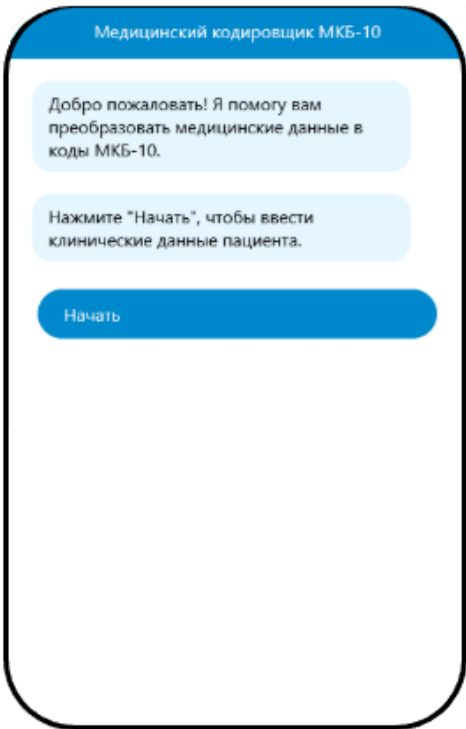 Медицинский кодировщик МКБ-10
Добро пожаловать! Я помогу вам
преобразовать медицинские данные в
коды МКБ-10.
Нажмите "Начать", чтобы ввести
клинические данные пациента.
Начать